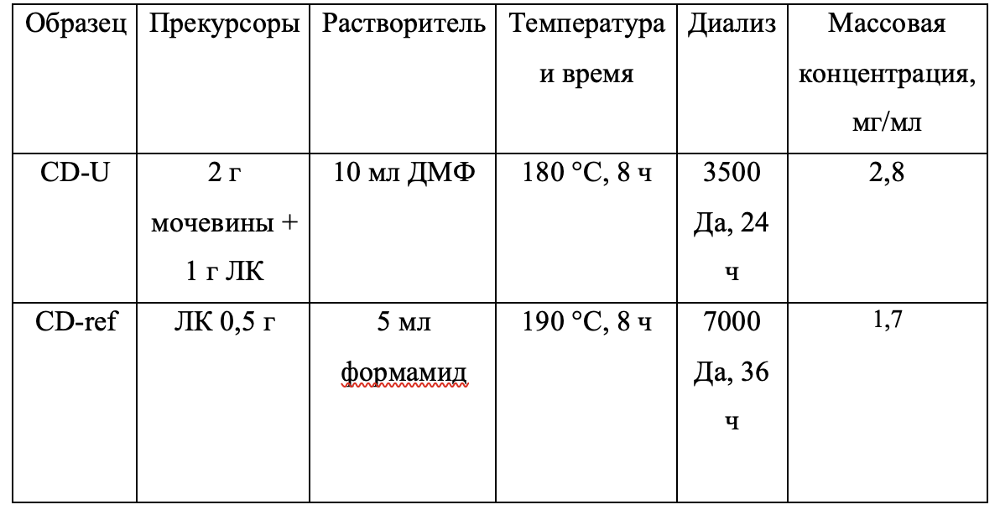 Образец Прекурсоры Растворитель Температура и время Диализ Массовая концентрация, мг/мл
CD-U 2 г мочевины + 1 г ЛК 10 мл ДМФ 180 °C, 8 ч 3500 Да, 24 ч 2,8
CD-ref ЛК 0,5 г 5 мл формамид 190 °C, 8 ч 7000 Да, 36 ч 1,7